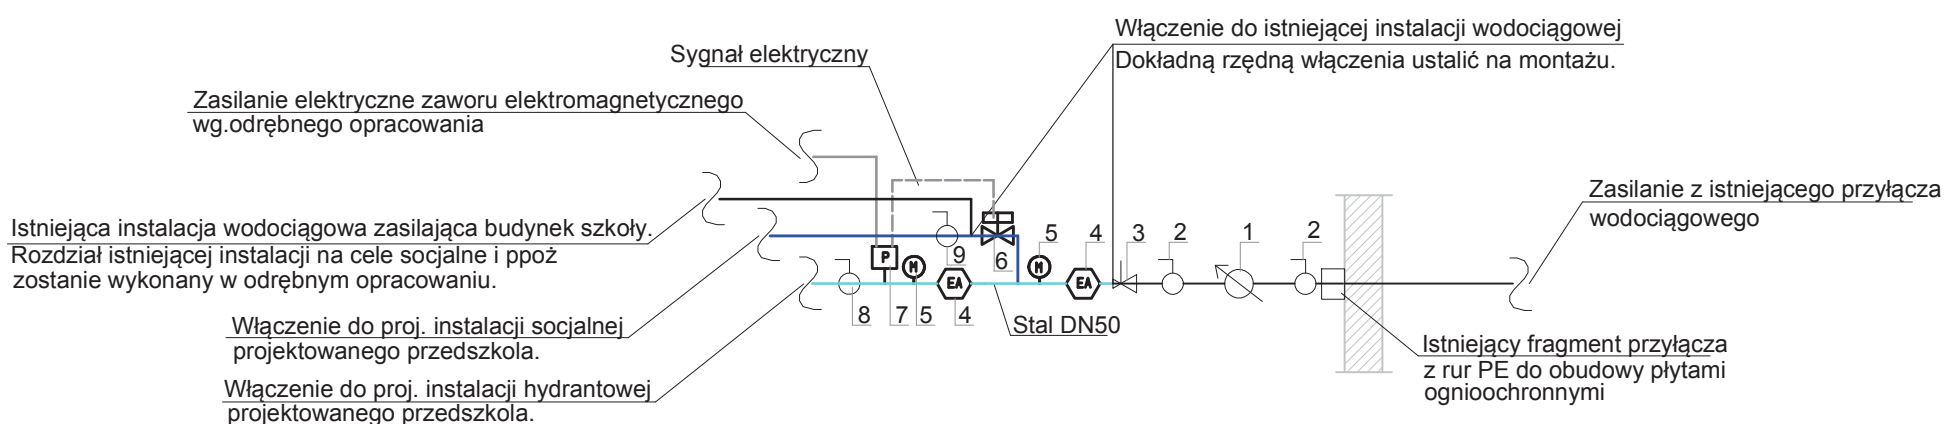 Włączenie do istniejącej instalacji wodociągowej
Dokładną rzędną włączenia ustalić na montażu.
Sygnał elektryczny
Zasilanie elektryczne zaworu elektromagnetycznego
wg.odrębnego opracowania
Zasilanie z istniejącego przyłącza
wodociągowego
Istniejąca instalacja wodociągowa zasilająca budynek szkoły.
Rozdział istniejącej instalacji na cele socjalne i ppoż
zostanie wykonany w odrębnym opracowaniu.
5 4 3 2 1 2
P M 9 6 M
EA EA
8 7 5 4
Stal DN50
Włączenie do proj. instalacji socjalnej
projektowanego przedszkola.
Istniejący fragment przyłącza
z rur PE do obudowy płytami
ognioochronnymi
Włączenie do proj. instalacji hydrantowej
projektowanego przedszkola.